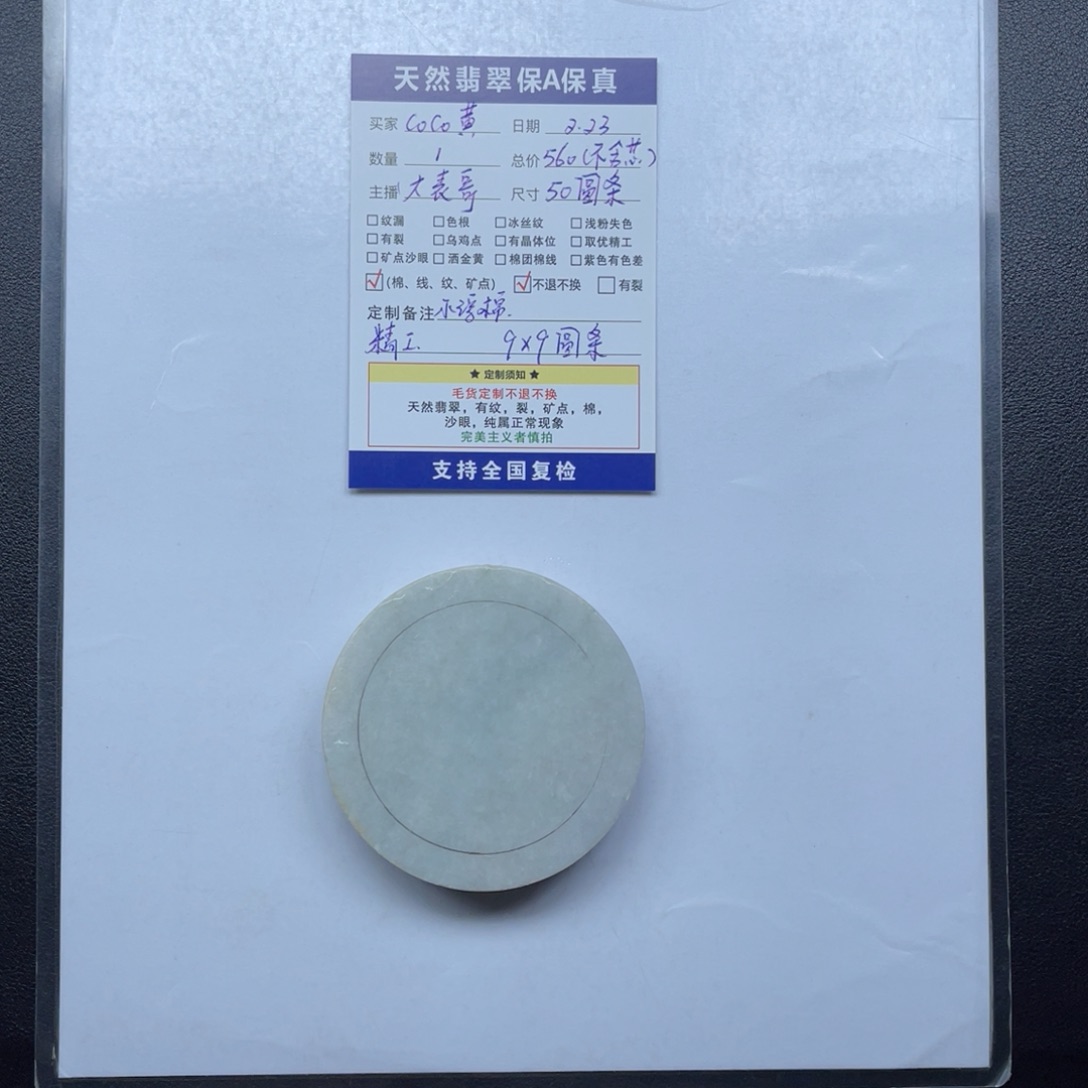 天然翡翠保A保真
买家 CoCo黄 日期 2.23
数量 1 总价 560(不含芯)
主播 大表哥 尺寸 50圆条
□纹漏 □色根 □冰丝纹 □浅粉失色
□有裂 □乌鸡点 □有晶体位 □取优精工
□矿点沙眼 □洒金黄 □棉团棉线 □紫色有色差
☑(棉、线、纹、矿点) ☑不退不换 □有裂
定制备注
精工 9×9圆条
★ 定制须知 ★
毛货定制不退不换
天然翡翠，有纹，裂，矿点，棉，
沙眼，纯属正常现象
完美主义者慎拍
支持全国复检